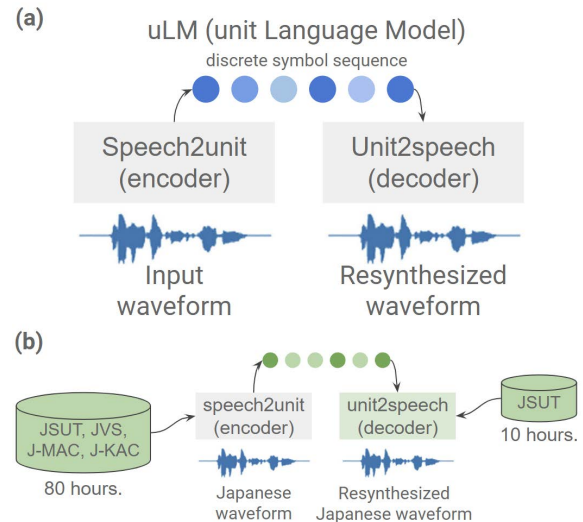 (a)
uLM (unit Language Model)
discrete symbol sequence
Speech2unit
(encoder)
Unit2speech
(decoder)
Input
waveform
Resynthesized
waveform
(b)
JSUT, JVS,
J-MAC, J-KAC
80 hours.
speech2unit
(encoder)
unit2speech
(decoder)
JSUT
10 hours.
Japanese
waveform
Resynthesized
Japanese waveform